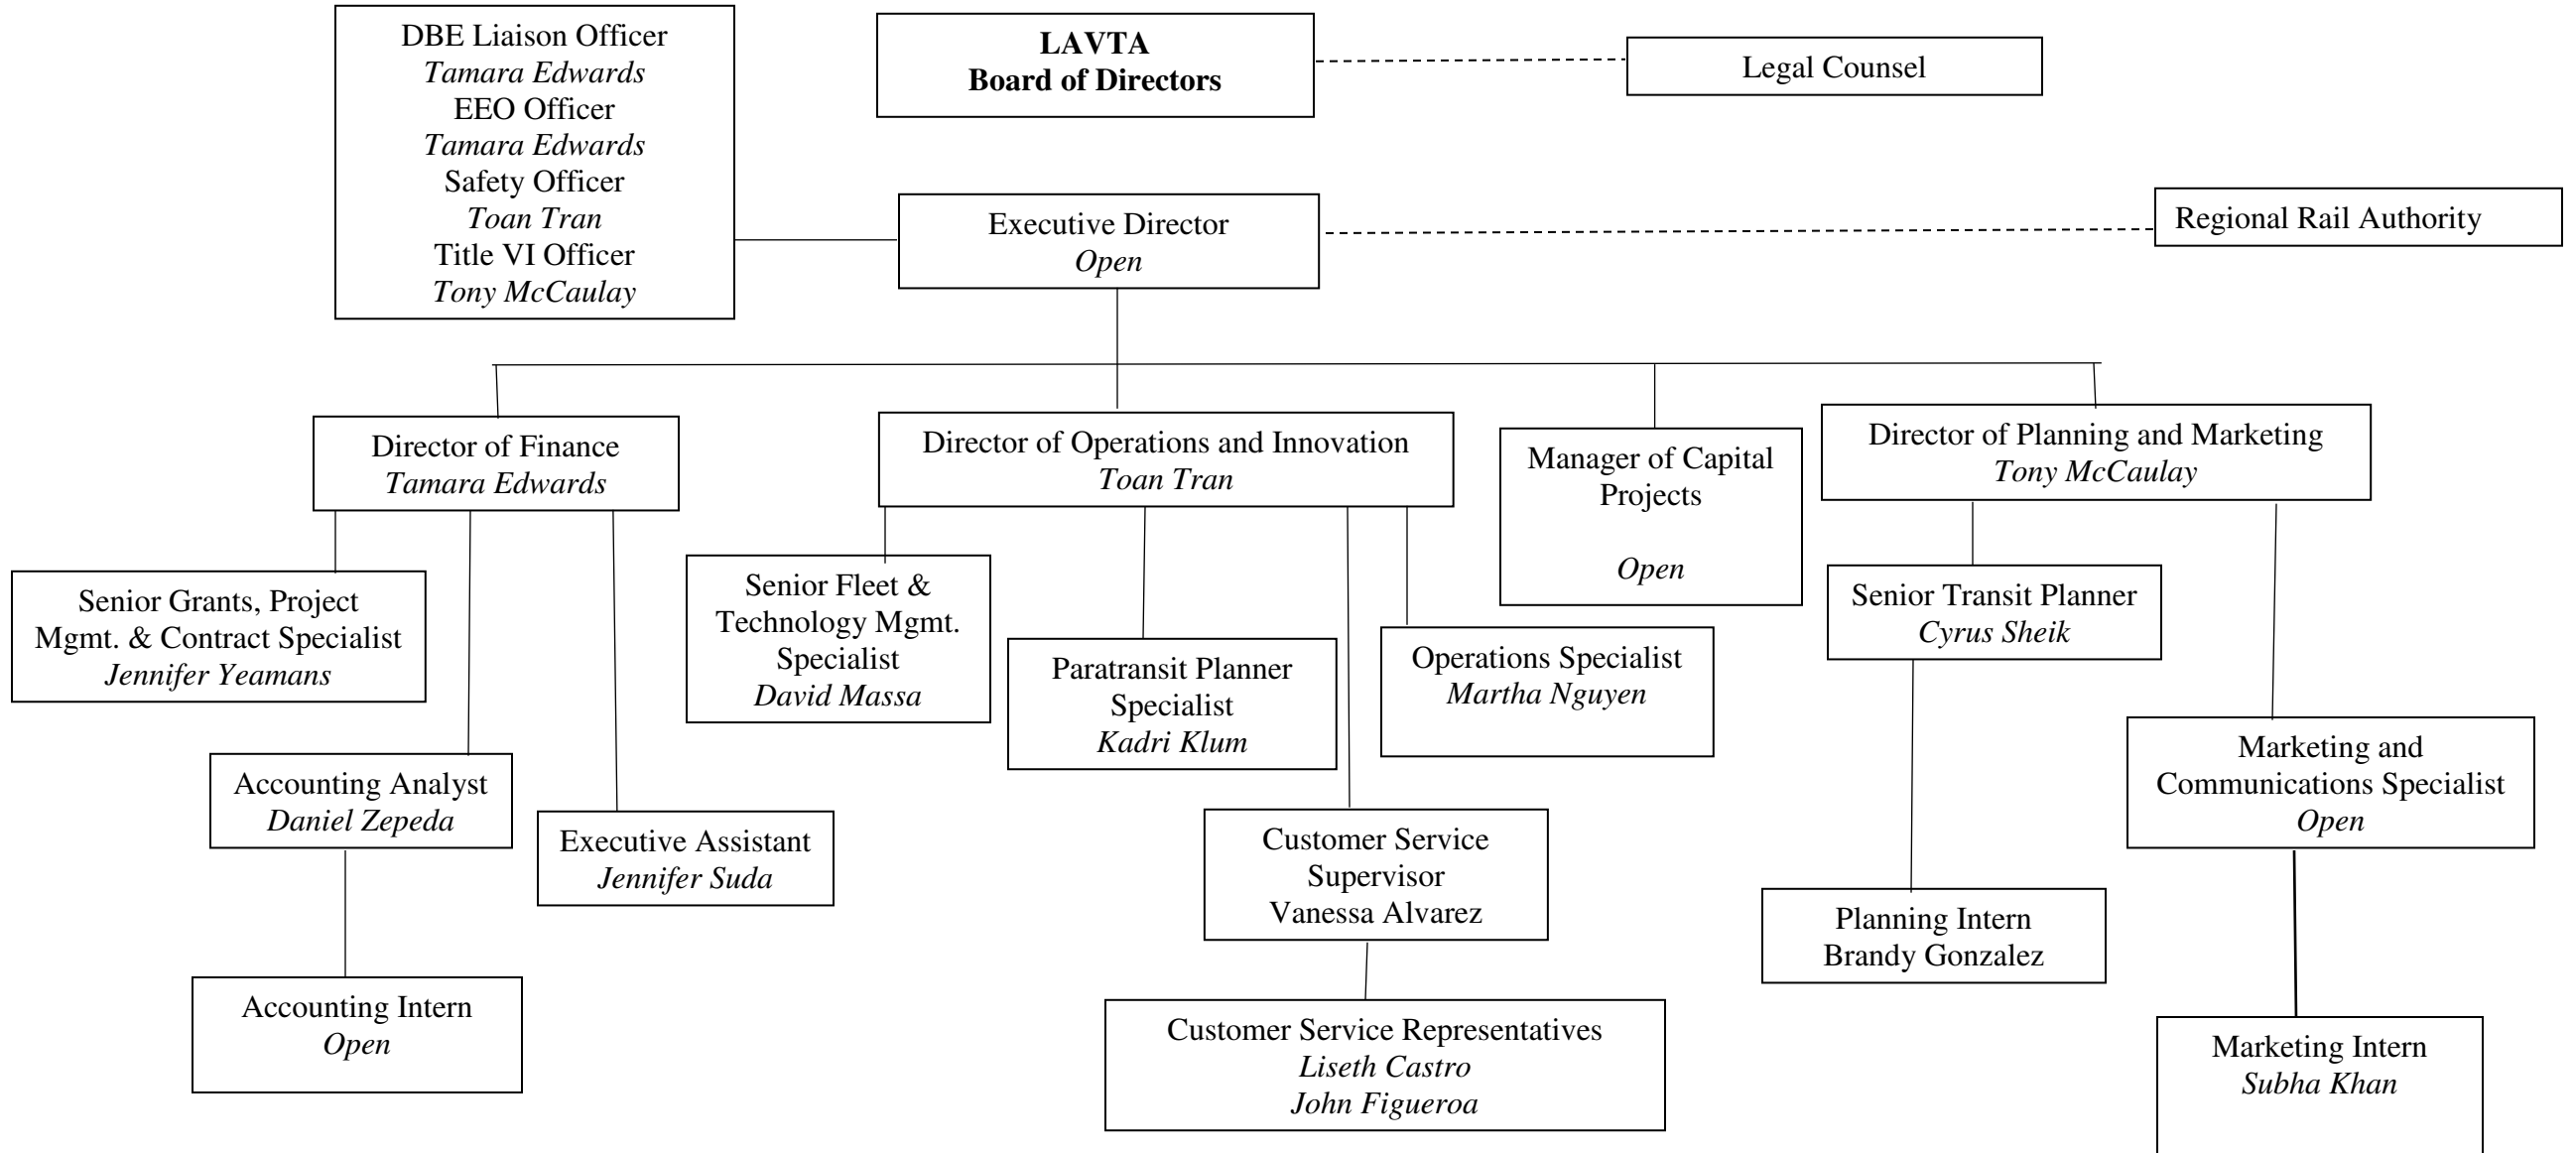 DBE Liaison Officer
Tamara Edwards
EEO Officer
Tamara Edwards
Safety Officer
Toan Tran
Title VI Officer
Tony McCaulay
LAVTA
Board of Directors
Legal Counsel
Executive Director
Open
Regional Rail Authority
Director of Finance
Tamara Edwards
Director of Operations and Innovation
Toan Tran
Manager of Capital
Projects
Open
Director of Planning and Marketing
Tony McCaulay
Senior Grants, Project
Mgmt. & Contract Specialist
Jennifer Yeamans
Senior Fleet &
Technology Mgmt.
Specialist
David Massa
Paratransit Planner
Specialist
Kadri Klum
Operations Specialist
Martha Nguyen
Senior Transit Planner
Cyrus Sheik
Marketing and
Communications Specialist
Open
Accounting Analyst
Daniel Zepeda
Executive Assistant
Jennifer Suda
Customer Service
Supervisor
Vanessa Alvarez
Planning Intern
Brandy Gonzalez
Accounting Intern
Open
Customer Service Representatives
Liseth Castro
John Figueroa
Marketing Intern
Subha Khan